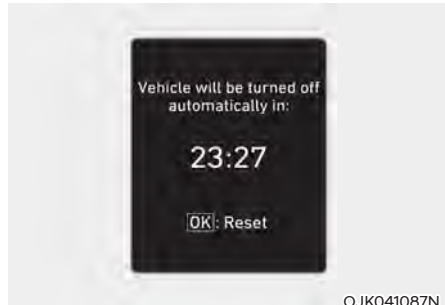 Vehicle will be turned off
automatically in:
23:27
OK: Reset
OJK041087N